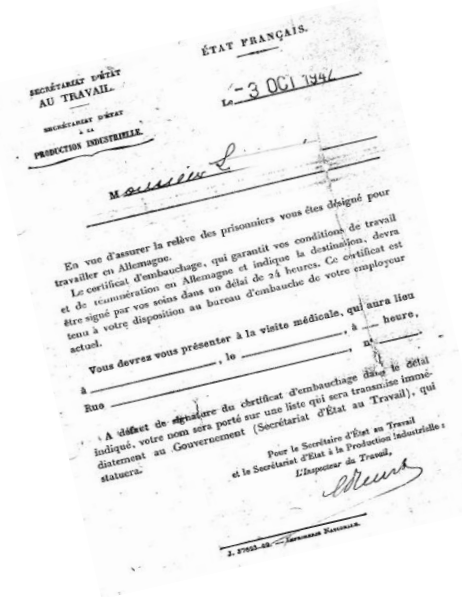 ÉTAT FRANÇAIS.
SECRÉTARIAT D'ÉTAT
AU TRAVAIL.
SECRÉTARIAT D'ÉTAT
À LA
PRODUCTION INDUSTRIELLE.
Le -3 OCT 1942
Monsieur L
En vue d'assurer la relève des prisonniers vous êtes désigné pour
travailler en Allemagne.
Le certificat d'embauchage, qui garantit vos conditions de travail
et de rémunération en Allemagne et indique la destination, devra
être signé par vos soins dans un délai de 24 heures. Ce certificat est
tenu à votre disposition au bureau d'embauche de votre employeur
actuel.
Vous devrez vous présenter à la visite médicale, qui aura lieu
à , le , à heure,
Rue , n° .
A défaut de signature du certificat d'embauchage dans le délai
indiqué, votre nom sera porté sur une liste qui sera transmise immé-
diatement au Gouvernement (Secrétariat d'État au Travail), qui
statuera.
Pour le Secrétaire d'État au Travail
et le Secrétariat d'État à la Production industrielle :
L'Inspecteur du Travail,
J. 37623-42. — Imprimerie Nationale.